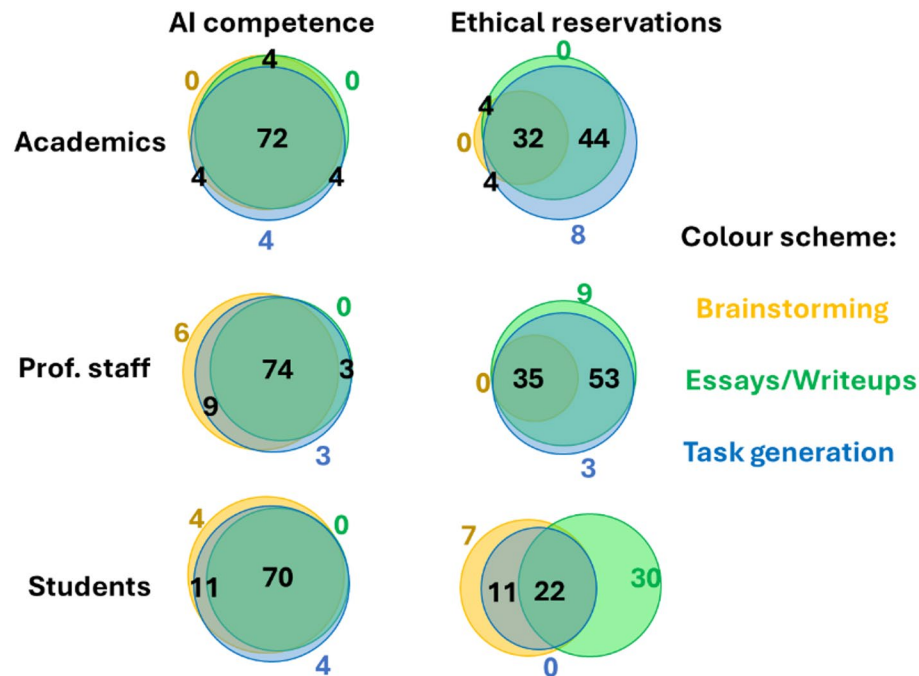 AI competence Ethical reservations
4 0
0 0
Academics 72 4 32 44
0
4 4 4
4 8
Colour scheme:
0 9
6 Brainstorming
Prof. staff 74 3 0 35 53 Essays/Writeups
9
3 3 Task generation
4 0 7
Students 11 70 11 22 30
4 0